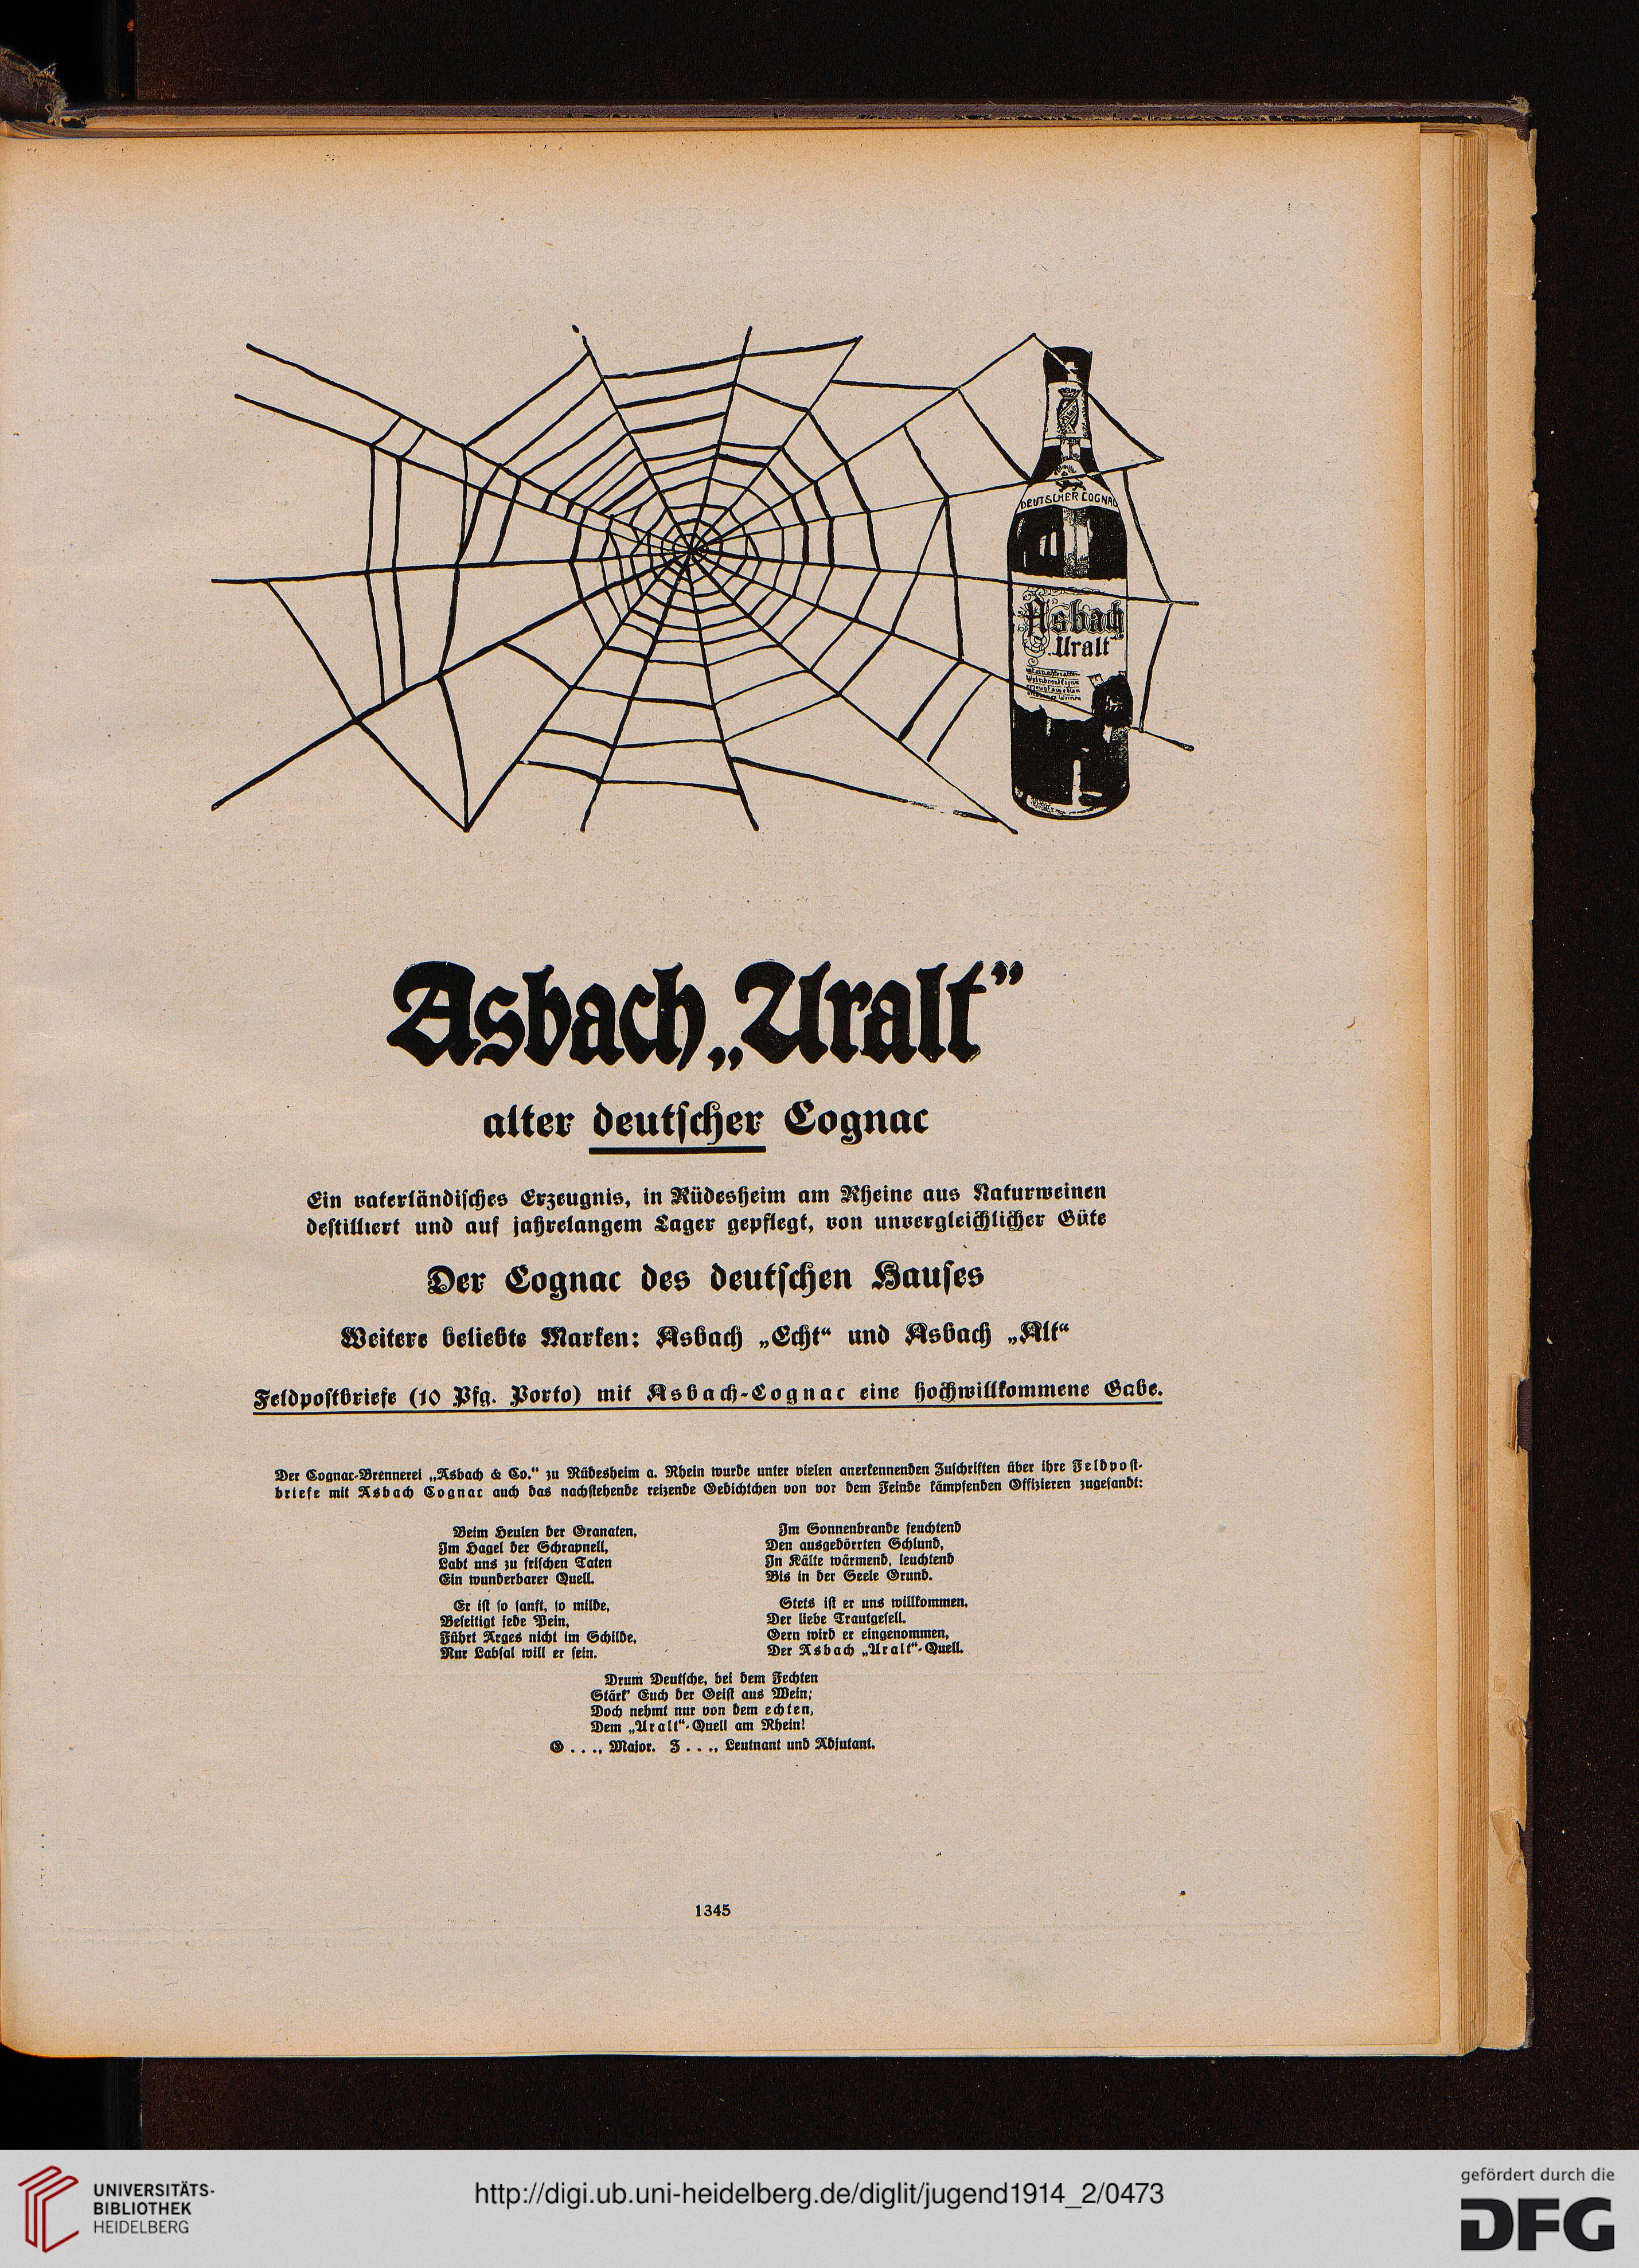 DEUTSCHER COGNAC
Asbach
„Uralt"
Asbach „Uralt”
alter deutscher Cognac
Ein vaterländisches Erzeugnis, in Rüdesheim am Rheine aus Naturweinen
destilliert und auf jahrelangem Lager gepflegt, von unvergleichlicher Güte
Der Cognac des deutschen Hauses
Weitere beliebte Marken: Asbach „Echt“ und Asbach „Alt“
Feldpostbriefe (10 Pfg. Porto) mit Asbach-Cognac eine hochwillkommene Gabe.
Der Cognac-Brennerei „Asbach & Co.“ zu Rüdesheim a. Rhein wurde unter vielen anerkennenden Zuschriften über ihre Feldpost-
briefe mit Asbach Cognac auch das nachstehende reizende Gedichtchen von vor dem Feinde kämpfenden Offizieren zugesandt:
Beim Heulen der Granaten,
Im Hagel der Schrapnell,
Labt uns zu frischen Taten
Ein wunderbarer Quell.
Er ist so sanft, so milde,
Beseitigt jede Pein,
Führt Arges nicht im Schilde,
Nur Labsal will er sein.
Im Sonnenbrande feuchtend
Den ausgedörrten Schlund,
In Kälte wärmend, leuchtend
Bis in der Seele Grund.
Stets ist er uns willkommen,
Der liebe Trautgesell.
Gern wird er eingenommen,
Der Asbach „Uralt“-Quell.
Drum Deutsche, bei dem Fechten
Stärk' Euch der Geist aus Wein;
Doch nehmt nur von dem echten,
Dem „Uralt“-Quell am Rhein!
G . . ., Major. Z . . ., Leutnant und Adjutant.
1345
UNIVERSITÄTS-
BIBLIOTHEK
HEIDELBERG
http://digi.ub.uni-heidelberg.de/diglit/jugend1914_2/0473
gefördert durch die
DFG